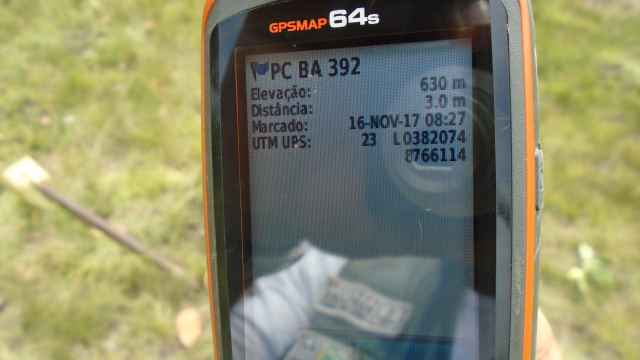 GPSMAP 64s
PC BA 392
Elevação: 630 m
Distância: 3.0 m
Marcado: 16-NOV-17 08:27
UTM UPS: 23 L 0382074
8766114